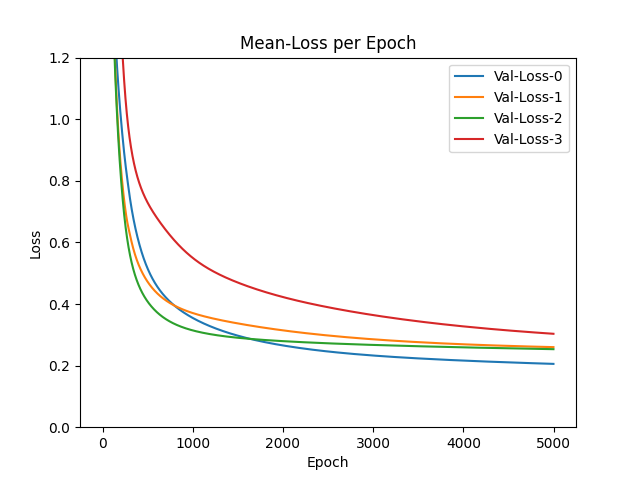 Mean-Loss per Epoch
Val-Loss-0
Val-Loss-1
Val-Loss-2
Val-Loss-3
Loss
1.2
1.0
0.8
0.6
0.4
0.2
0.0
0 1000 2000 3000 4000 5000
Epoch